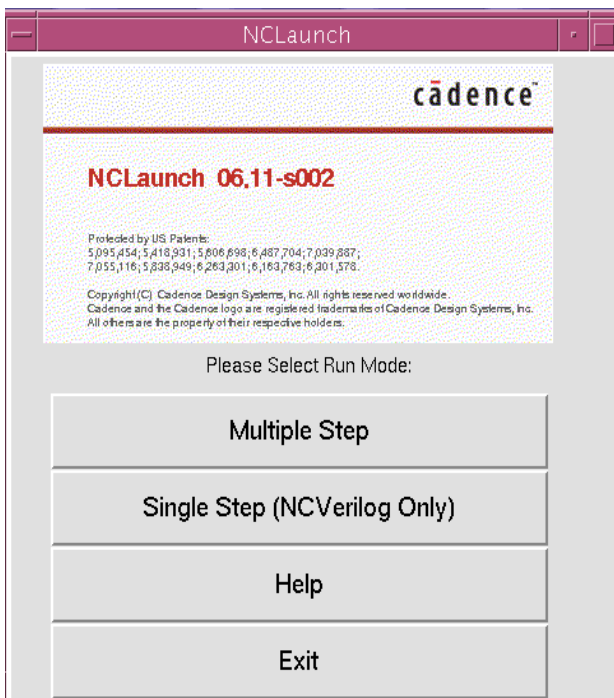 NCLaunch
cādence™
NCLaunch 06.11-s002
Protected by US Patents:
5,095,454; 5,418,931; 5,606,698; 6,487,704; 7,039,887;
7,055,116; 5,838,949; 6,263,301; 6,163,763; 6,301,578.
Copyright (C) Cadence Design Systems, Inc. All rights reserved worldwide.
Cadence and the Cadence logo are registered trademarks of Cadence Design Systems, Inc.
All others are the property of their respective holders.
Please Select Run Mode:
Multiple Step
Single Step (NCVerilog Only)
Help
Exit